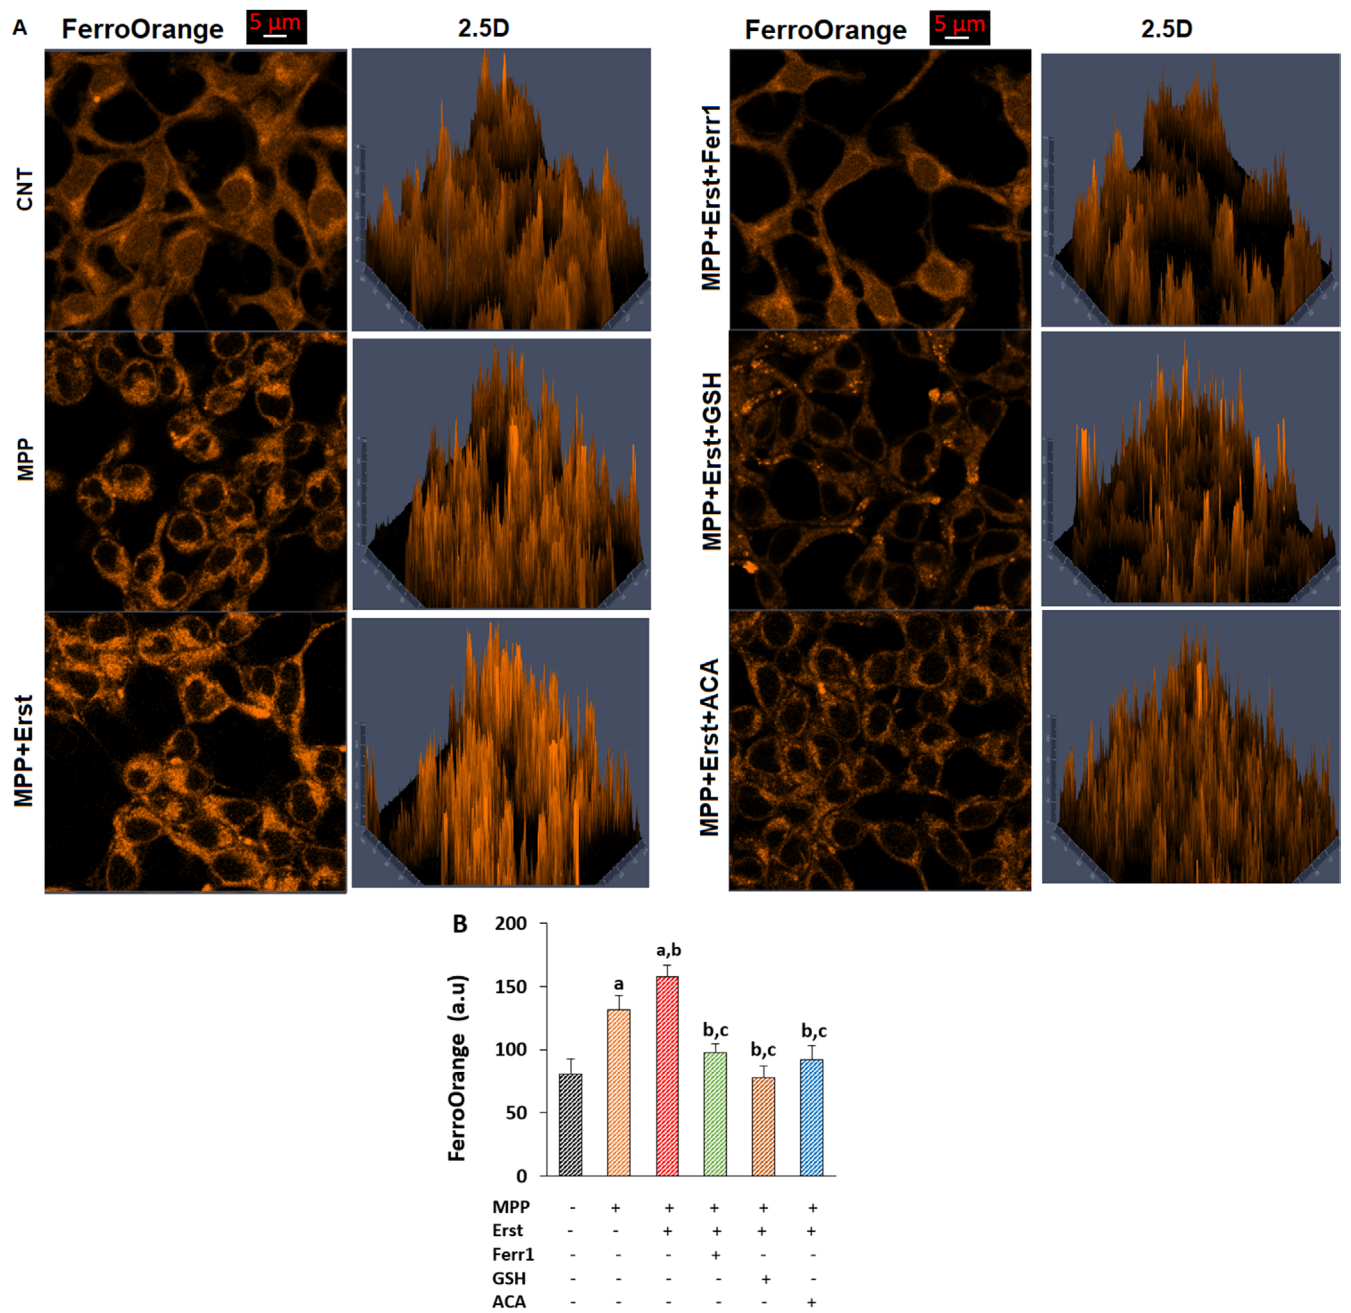 A
FerroOrange 5 µm 2.5D
FerroOrange 5 µm 2.5D
CNT
MPP
MPP+Erst
MPP+Erst+Ferr1
MPP+Erst+GSH
MPP+Erst+ACA
B
FerroOrange (a.u)
200
150
100
50
0
a
a,b
b,c
b,c
b,c
MPP - + + + + +
Erst - - + + + +
Ferr1 - - - + - -
GSH - - - - + -
ACA - - - - - +